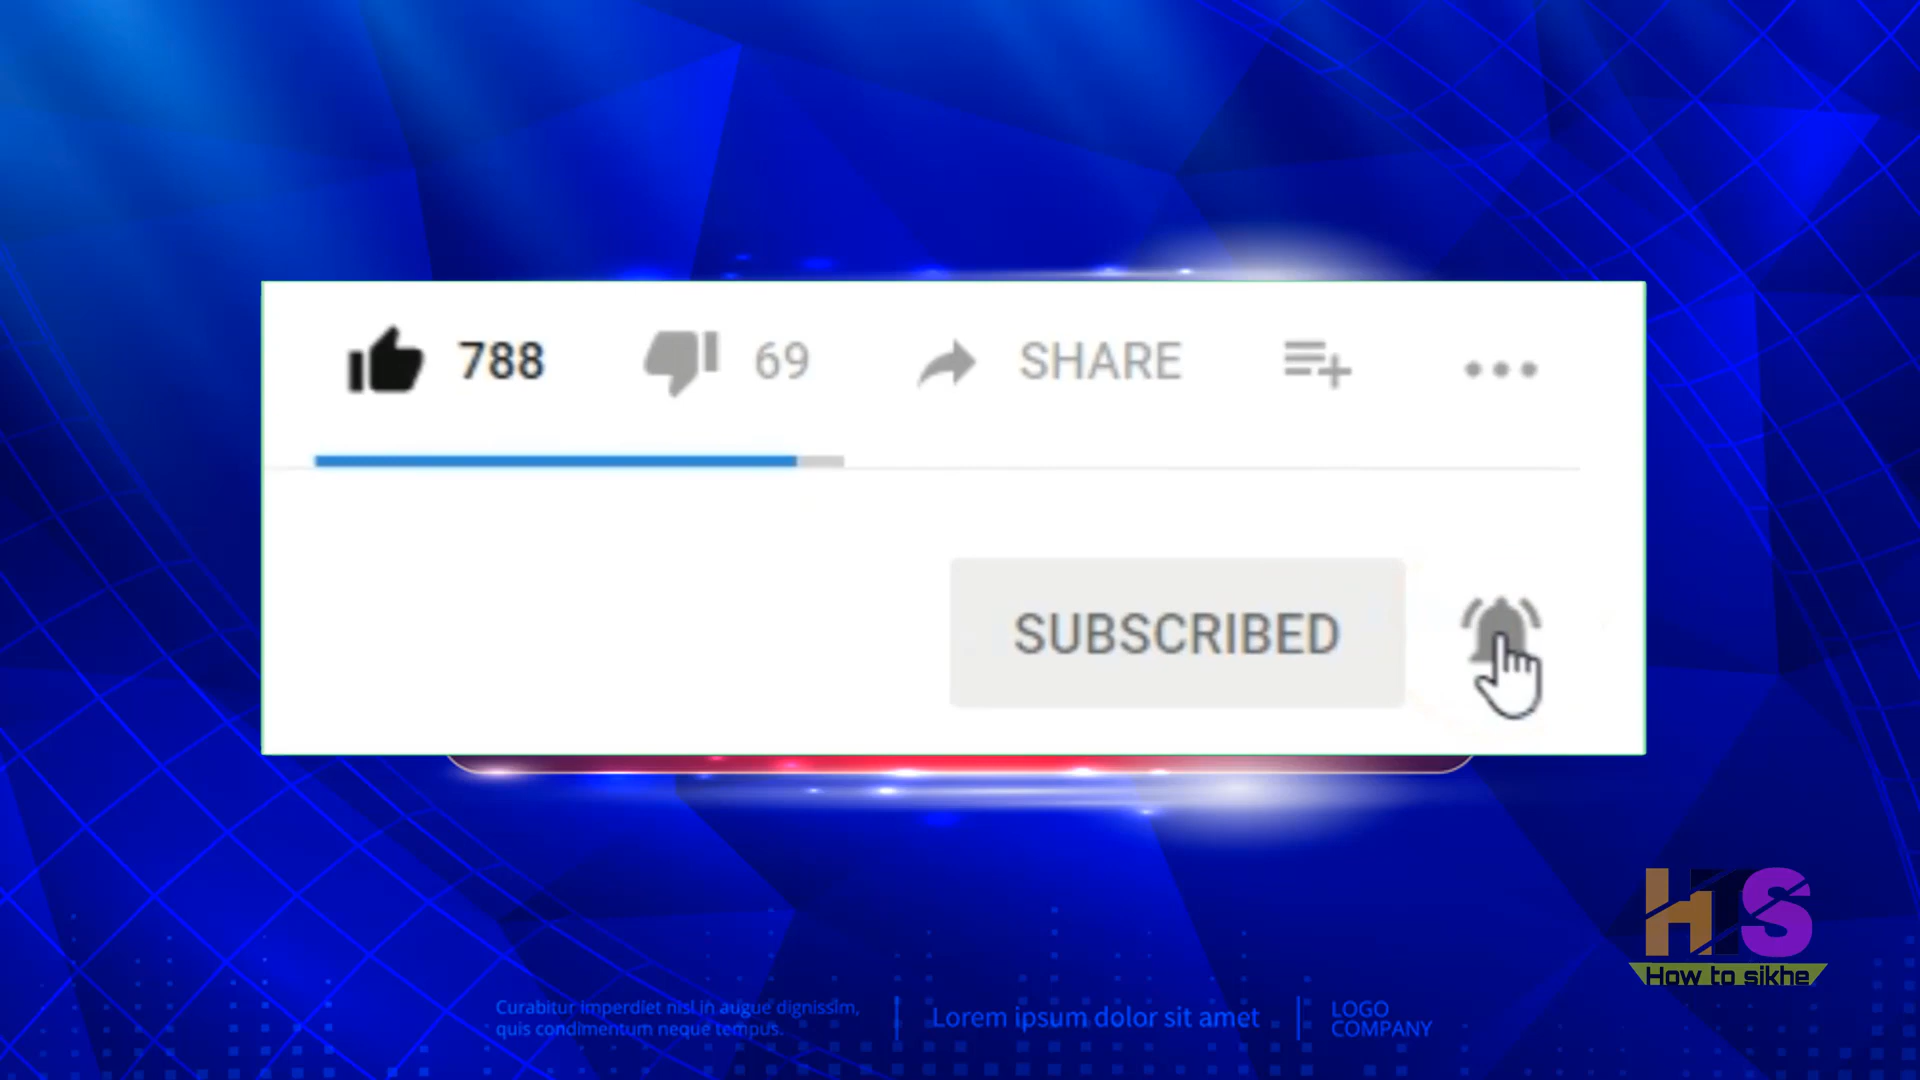 788 69 SHARE
SUBSCRIBED
HTS
How to sikhe
Curabitur imperdiet nisl in augue dignissim,
quis condimentum neque tempus.
Lorem ipsum dolor sit amet
LOGO
COMPANY